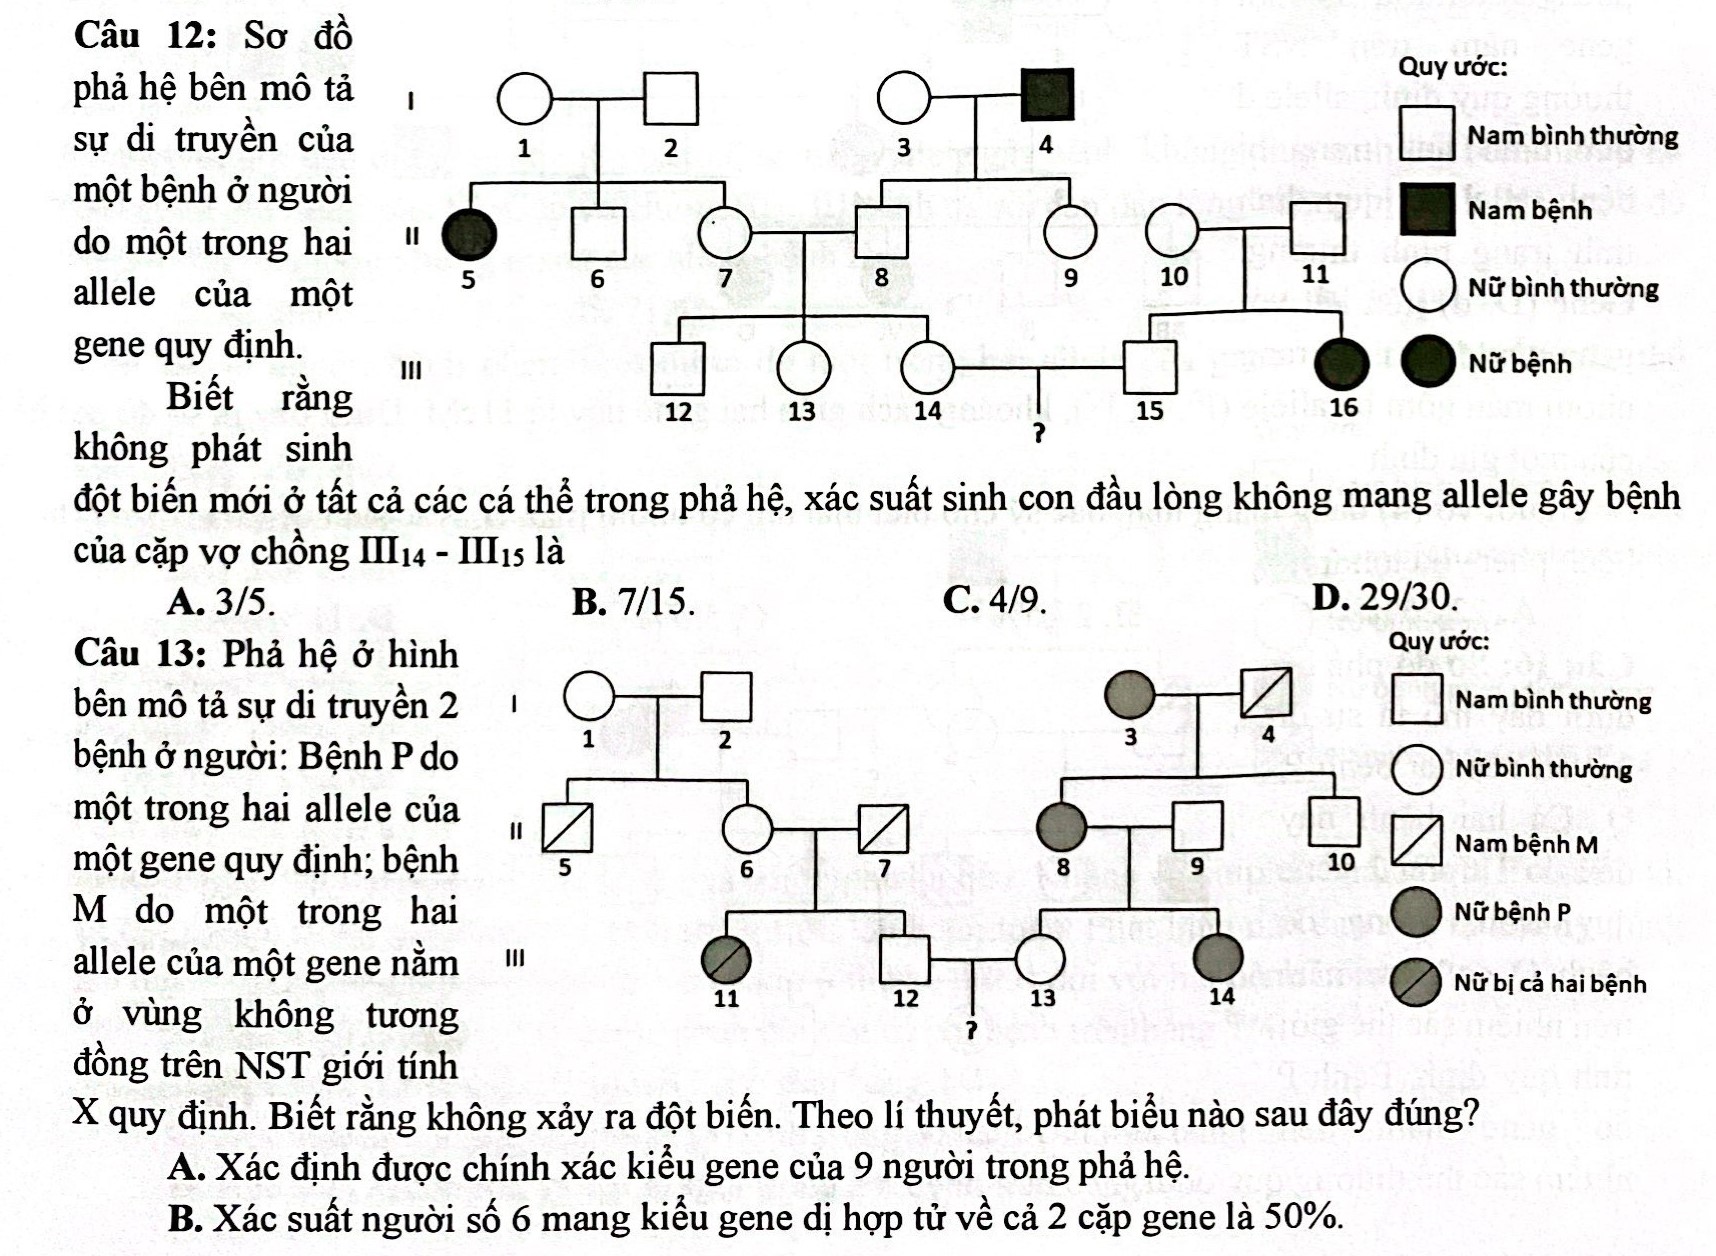 Câu 12: Sơ đồ
phả hệ bên mô tả
sự di truyền của
một bệnh ở người
do một trong hai
allele của một
gene quy định.
Biết rằng
không phát sinh
I
1
2
3
4
II
5
6
7
8
9
10
11
III
12
13
14
15
16
?
Quy ước:
Nam bình thường
Nam bệnh
Nữ bình thường
Nữ bệnh
đột biến mới ở tất cả các cá thể trong phả hệ, xác suất sinh con đầu lòng không mang allele gây bệnh
của cặp vợ chồng III14 - III15 là
A. 3/5. B. 7/15. C. 4/9. D. 29/30.
Câu 13: Phả hệ ở hình
bên mô tả sự di truyền 2
bệnh ở người: Bệnh P do
một trong hai allele của
một gene quy định; bệnh
M do một trong hai
allele của một gene nằm
ở vùng không tương
đồng trên NST giới tính
I
1
2
3
4
II
5
6
7
8
9
10
III
11
12
13
14
?
Quy ước:
Nam bình thường
Nữ bình thường
Nam bệnh M
Nữ bệnh P
Nữ bị cả hai bệnh
X quy định. Biết rằng không xảy ra đột biến. Theo lí thuyết, phát biểu nào sau đây đúng?
A. Xác định được chính xác kiểu gene của 9 người trong phả hệ.
B. Xác suất người số 6 mang kiểu gene dị hợp tử về cả 2 cặp gene là 50%.